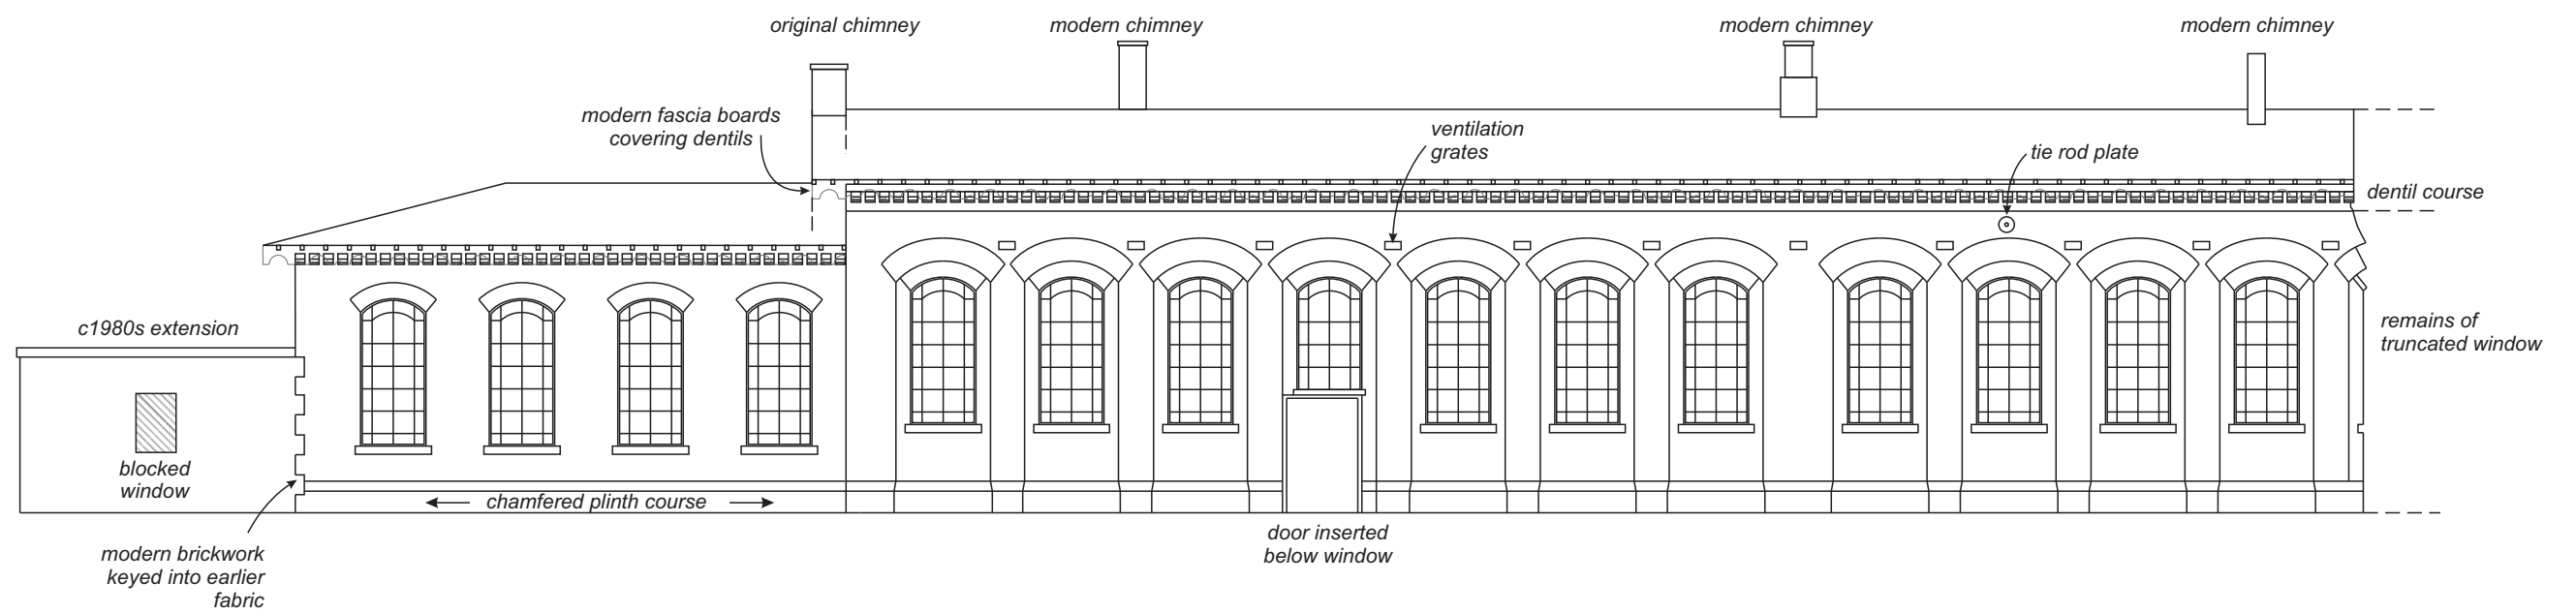 original chimney
modern chimney
modern chimney
modern chimney
modern fascia boards
covering dentils
ventilation
grates
tie rod plate
dentil course
c1980s extension
remains of
truncated window
blocked
window
chamfered plinth course
door inserted
below window
modern brickwork
keyed into earlier
fabric